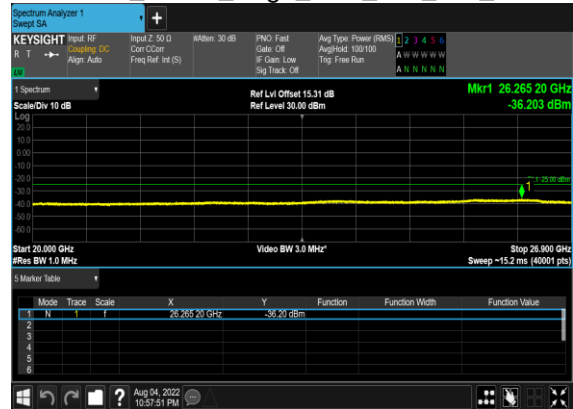 Spectrum Analyzer 1
Swept SA
+
KEYSIGHT Input: RF Input Z: 50 Ω #Atten: 30 dB PNO: Fast Avg Type: Power (RMS) 1 2 3 4 5 6
R T Coupling: DC Corr CCorr Gate: Off Avg|Hold: 100/100 A W W W W W
Align: Auto Freq Ref: Int (S) IF Gain: Low Trig: Free Run
Sig Track: Off A N N N N N
1 Spectrum Ref Lvl Offset 15.31 dB Mkr1 26.265 20 GHz
Scale/Div 10 dB Ref Level 30.00 dBm -36.203 dBm
Log
20.0
10.0
0.00
-10.0
-20.0
-25.00 dBm
1
-30.0
-40.0
-50.0
-60.0
Start 20.000 GHz Video BW 3.0 MHz* Stop 26.900 GHz
#Res BW 1.0 MHz Sweep ~15.2 ms (40001 pts)
5 Marker Table
Mode Trace Scale X Y Function Function Width Function Value
1 N 1 f 26.265 20 GHz -36.20 dBm
2
3
4
5
6
? Aug 04, 2022
10:57:51 PM